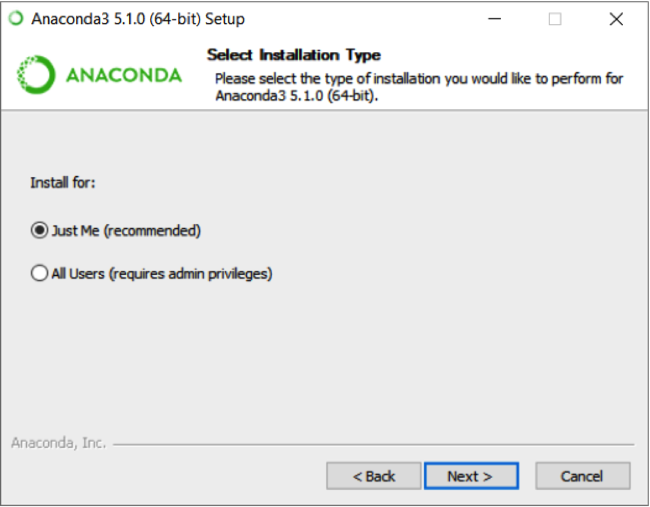 Anaconda3 5.1.0 (64-bit) Setup
ANACONDA
Select Installation Type
Please select the type of installation you would like to perform for
Anaconda3 5.1.0 (64-bit).
Install for:
Just Me (recommended)
All Users (requires admin privileges)
Anaconda, Inc.
< Back Next > Cancel